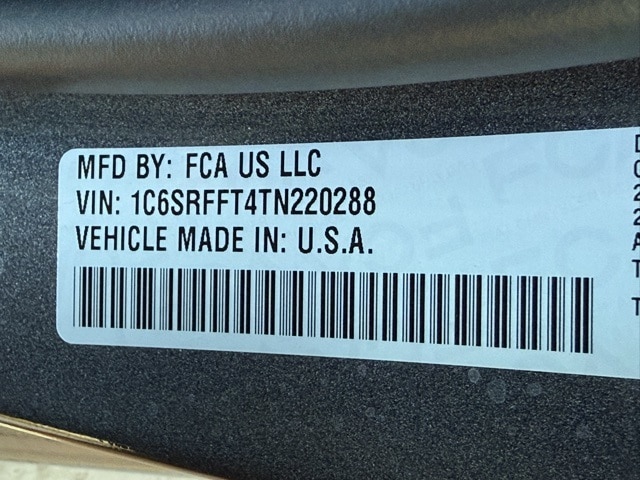 MFD BY: FCA US LLC
VIN: 1C6SRFFT4TN220288
VEHICLE MADE IN: U.S.A.